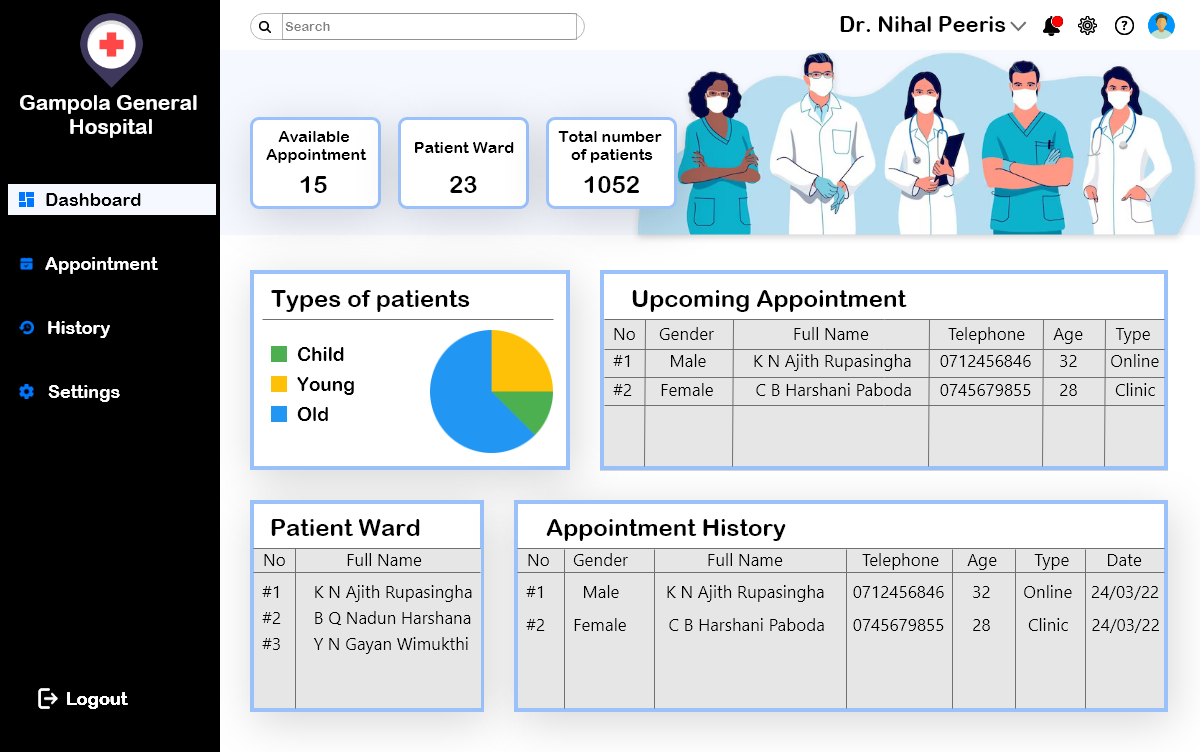 Gampola General
Hospital
Dashboard
Appointment
History
Settings
Logout
Search
Dr. Nihal Peeris
Available
Appointment
15
Patient Ward
23
Total number
of patients
1052
Types of patients
Child
Young
Old
Upcoming Appointment
No Gender Full Name Telephone Age Type
#1 Male K N Ajith Rupasingha 0712456846 32 Online
#2 Female C B Harshani Paboda 0745679855 28 Clinic
Patient Ward
No Full Name
#1 K N Ajith Rupasingha
#2 B Q Nadun Harshana
#3 Y N Gayan Wimukthi
Appointment History
No Gender Full Name Telephone Age Type Date
#1 Male K N Ajith Rupasingha 0712456846 32 Online 24/03/22
#2 Female C B Harshani Paboda 0745679855 28 Clinic 24/03/22